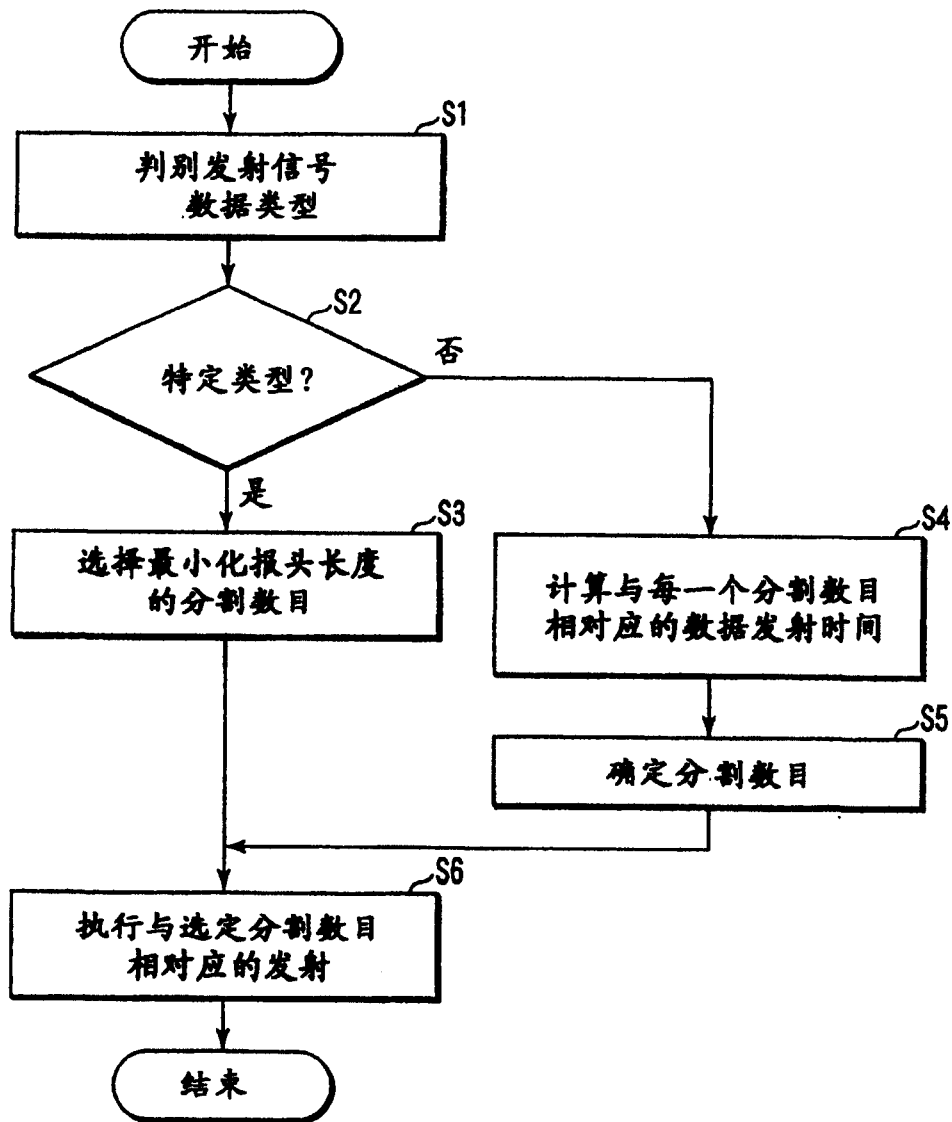 开始
S1
判别发射信号
数据类型
S2
特定类型?
否
是
S3
选择最小化报头长度
的分割数目
S4
计算与每一个分割数目
相对应的数据发射时间
S5
确定分割数目
S6
执行与选定分割数目
相对应的发射
结束